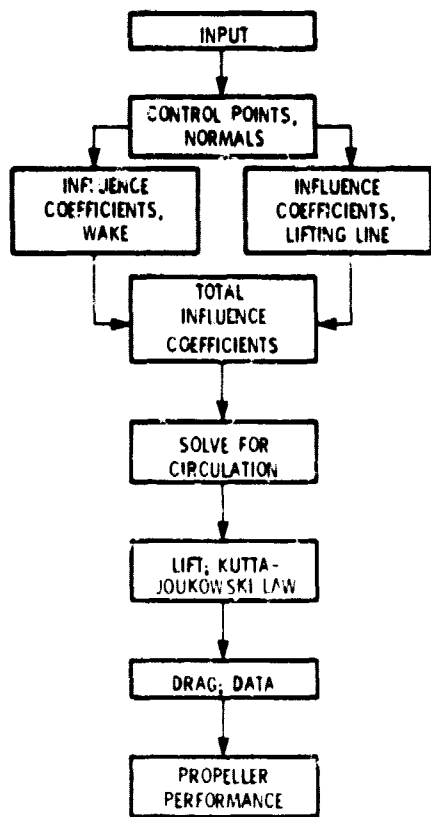 INPUT
CONTROL POINTS,
NORMALS
INFLUENCE
COEFFICIENTS,
WAKE
INFLUENCE
COEFFICIENTS,
LIFTING LINE
TOTAL
INFLUENCE
COEFFICIENTS
SOLVE FOR
CIRCULATION
LIFT; KUTTA-
JOUKOWSKI LAW
DRAG; DATA
PROPELLER
PERFORMANCE